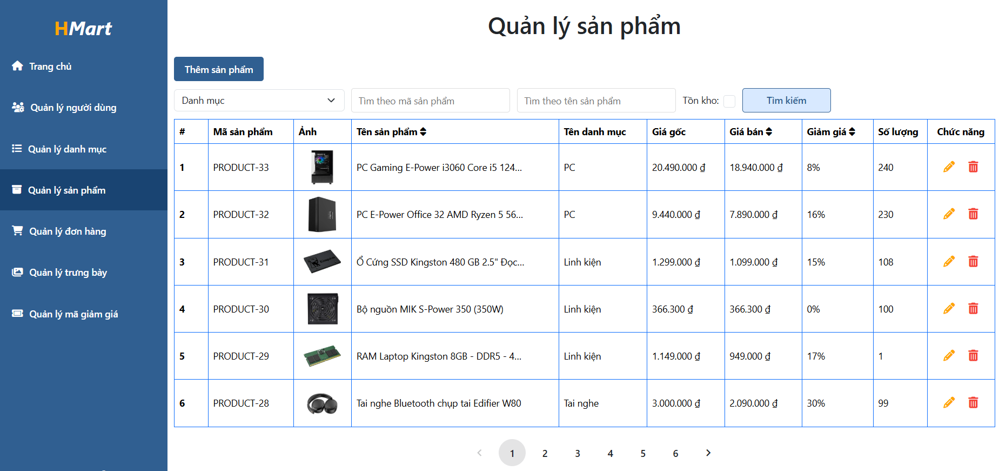 HMart
Trang chủ
Quản lý người dùng
Quản lý danh mục
Quản lý sản phẩm
Quản lý đơn hàng
Quản lý trưng bày
Quản lý mã giảm giá
Quản lý sản phẩm
Thêm sản phẩm
Danh mục Tìm theo mã sản phẩm Tìm theo tên sản phẩm Tồn kho: Tìm kiếm
# Mã sản phẩm Ảnh Tên sản phẩm Tên danh mục Giá gốc Giá bán Giảm giá Số lượng Chức năng
1 PRODUCT-33 PC Gaming E-Power i3060 Core i5 124... PC 20.490.000 ₫ 18.940.000 ₫ 8% 240
2 PRODUCT-32 PC E-Power Office 32 AMD Ryzen 5 56... PC 9.440.000 ₫ 7.890.000 ₫ 16% 230
3 PRODUCT-31 Ổ Cứng SSD Kingston 480 GB 2.5" Đọc... Linh kiện 1.299.000 ₫ 1.099.000 ₫ 15% 108
4 PRODUCT-30 Bộ nguồn MIK S-Power 350 (350W) Linh kiện 366.300 ₫ 366.300 ₫ 0% 100
5 PRODUCT-29 RAM Laptop Kingston 8GB - DDR5 - 4... Linh kiện 1.149.000 ₫ 949.000 ₫ 17% 1
6 PRODUCT-28 Tai nghe Bluetooth chụp tai Edifier W80 Tai nghe 3.000.000 ₫ 2.090.000 ₫ 30% 99
1 2 3 4 5 6